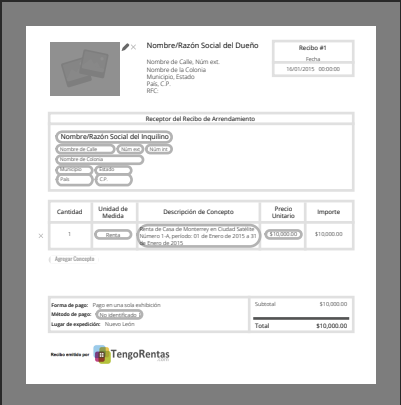 Nombre/Razón Social del Dueño
Nombre de Calle, Núm ext.
Nombre de la Colonia
Municipio, Estado
País, C.P.
RFC:
Recibo #1
Fecha
16/01/2015 00:00:00
Receptor del Recibo de Arrendamiento
Nombre/Razón Social del Inquilino
Nombre de Calle Núm ext. Núm int.
Nombre de Colonia
Municipio Estado
País C.P.
Cantidad Unidad de Medida Descripción de Concepto Precio Unitario Importe
1 Renta Renta de Casa de Monterrey en Ciudad Satélite $10,000.00 $10,000.00
Número 1-A, periodo: 01 de Enero de 2015 a 31
de Enero de 2015
Agregar Concepto
Forma de pago: Pago en una sola exhibición
Método de pago: No identificado
Lugar de expedición: Nuevo León
Subtotal $10,000.00
Total $10,000.00
Recibo emitido por TengoRentas
.com